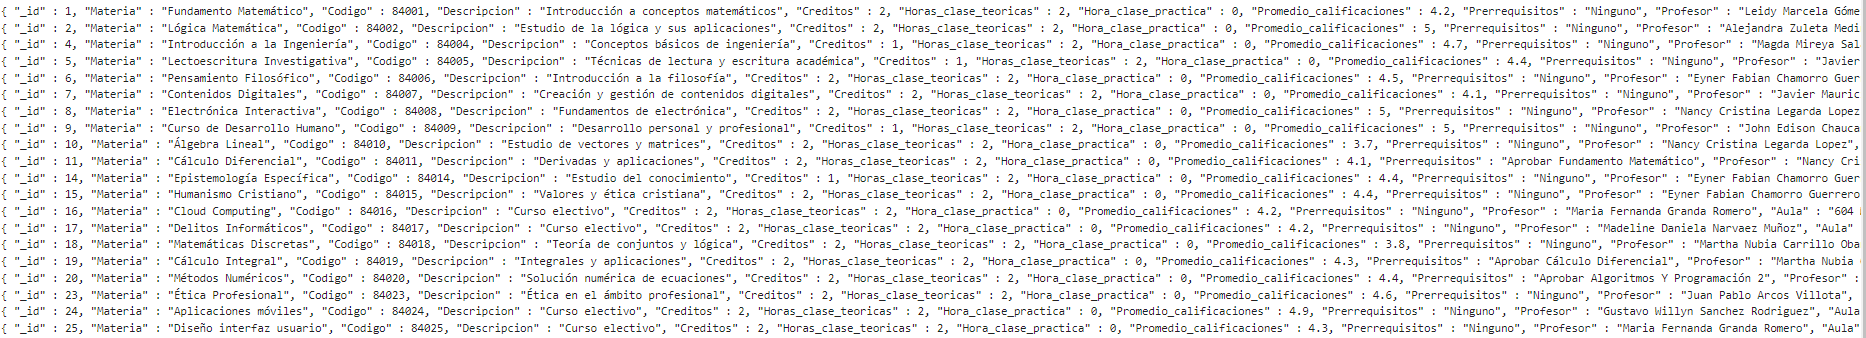 { "_id" : 1, "Materia" : "Fundamento Matemático", "Codigo" : 84001, "Descripcion" : "Introducción a conceptos matemáticos", "Creditos" : 2, "Horas_clase_teoricas" : 2, "Hora_clase_practica" : 0, "Promedio_calificaciones" : 4.2, "Prerrequisitos" : "Ninguno", "Profesor" : "Leidy Marcela Góme
{ "_id" : 2, "Materia" : "Lógica Matemática", "Codigo" : 84002, "Descripcion" : "Estudio de la lógica y sus aplicaciones", "Creditos" : 2, "Horas_clase_teoricas" : 2, "Hora_clase_practica" : 0, "Promedio_calificaciones" : 5, "Prerrequisitos" : "Ninguno", "Profesor" : "Alejandra Zuleta Medi
{ "_id" : 4, "Materia" : "Introducción a la Ingeniería", "Codigo" : 84004, "Descripcion" : "Conceptos básicos de ingeniería", "Creditos" : 1, "Horas_clase_teoricas" : 2, "Hora_clase_practica" : 0, "Promedio_calificaciones" : 4.7, "Prerrequisitos" : "Ninguno", "Profesor" : "Magda Mireya Sal
{ "_id" : 5, "Materia" : "Lectoescritura Investigativa", "Codigo" : 84005, "Descripcion" : "Técnicas de lectura y escritura académica", "Creditos" : 1, "Horas_clase_teoricas" : 2, "Hora_clase_practica" : 0, "Promedio_calificaciones" : 4.4, "Prerrequisitos" : "Ninguno", "Profesor" : "Javier
{ "_id" : 6, "Materia" : "Pensamiento Filosófico", "Codigo" : 84006, "Descripcion" : "Introducción a la filosofía", "Creditos" : 2, "Horas_clase_teoricas" : 2, "Hora_clase_practica" : 0, "Promedio_calificaciones" : 4.5, "Prerrequisitos" : "Ninguno", "Profesor" : "Eyner Fabian Chamorro Guer
{ "_id" : 7, "Materia" : "Contenidos Digitales", "Codigo" : 84007, "Descripcion" : "Creación y gestión de contenidos digitales", "Creditos" : 2, "Horas_clase_teoricas" : 2, "Hora_clase_practica" : 0, "Promedio_calificaciones" : 4.1, "Prerrequisitos" : "Ninguno", "Profesor" : "Javier Mauric
{ "_id" : 8, "Materia" : "Electrónica Interactiva", "Codigo" : 84008, "Descripcion" : "Fundamentos de electrónica", "Creditos" : 2, "Horas_clase_teoricas" : 2, "Hora_clase_practica" : 0, "Promedio_calificaciones" : 5, "Prerrequisitos" : "Ninguno", "Profesor" : "Nancy Cristina Legarda Lopez
{ "_id" : 9, "Materia" : "Curso de Desarrollo Humano", "Codigo" : 84009, "Descripcion" : "Desarrollo personal y profesional", "Creditos" : 1, "Horas_clase_teoricas" : 2, "Hora_clase_practica" : 0, "Promedio_calificaciones" : 5, "Prerrequisitos" : "Ninguno", "Profesor" : "John Edison Chauca
{ "_id" : 10, "Materia" : "Álgebra Lineal", "Codigo" : 84010, "Descripcion" : "Estudio de vectores y matrices", "Creditos" : 2, "Horas_clase_teoricas" : 2, "Hora_clase_practica" : 0, "Promedio_calificaciones" : 3.7, "Prerrequisitos" : "Ninguno", "Profesor" : "Nancy Cristina Legarda Lopez",
{ "_id" : 11, "Materia" : "Cálculo Diferencial", "Codigo" : 84011, "Descripcion" : "Derivadas y aplicaciones", "Creditos" : 2, "Horas_clase_teoricas" : 2, "Hora_clase_practica" : 0, "Promedio_calificaciones" : 4.1, "Prerrequisitos" : "Aprobar Fundamento Matemático", "Profesor" : "Nancy Cri
{ "_id" : 14, "Materia" : "Epistemología Específica", "Codigo" : 84014, "Descripcion" : "Estudio del conocimiento", "Creditos" : 1, "Horas_clase_teoricas" : 2, "Hora_clase_practica" : 0, "Promedio_calificaciones" : 4.4, "Prerrequisitos" : "Ninguno", "Profesor" : "Eyner Fabian Chamorro Guer
{ "_id" : 15, "Materia" : "Humanismo Cristiano", "Codigo" : 84015, "Descripcion" : "Valores y ética cristiana", "Creditos" : 2, "Horas_clase_teoricas" : 2, "Hora_clase_practica" : 0, "Promedio_calificaciones" : 4.4, "Prerrequisitos" : "Ninguno", "Profesor" : "Eyner Fabian Chamorro Guerrero
{ "_id" : 16, "Materia" : "Cloud Computing", "Codigo" : 84016, "Descripcion" : "Curso electivo", "Creditos" : 2, "Horas_clase_teoricas" : 2, "Hora_clase_practica" : 0, "Promedio_calificaciones" : 4.2, "Prerrequisitos" : "Ninguno", "Profesor" : "Maria Fernanda Granda Romero", "Aula" : "604
{ "_id" : 17, "Materia" : "Delitos Informáticos", "Codigo" : 84017, "Descripcion" : "Curso electivo", "Creditos" : 2, "Horas_clase_teoricas" : 2, "Hora_clase_practica" : 0, "Promedio_calificaciones" : 4.2, "Prerrequisitos" : "Ninguno", "Profesor" : "Madeline Daniela Narvaez Muñoz", "Aula"
{ "_id" : 18, "Materia" : "Matemáticas Discretas", "Codigo" : 84018, "Descripcion" : "Teoría de conjuntos y lógica", "Creditos" : 2, "Horas_clase_teoricas" : 2, "Hora_clase_practica" : 0, "Promedio_calificaciones" : 3.8, "Prerrequisitos" : "Ninguno", "Profesor" : "Martha Nubia Carrillo Oba
{ "_id" : 19, "Materia" : "Cálculo Integral", "Codigo" : 84019, "Descripcion" : "Integrales y aplicaciones", "Creditos" : 2, "Horas_clase_teoricas" : 2, "Hora_clase_practica" : 0, "Promedio_calificaciones" : 4.3, "Prerrequisitos" : "Aprobar Cálculo Diferencial", "Profesor" : "Martha Nubia
{ "_id" : 20, "Materia" : "Métodos Numéricos", "Codigo" : 84020, "Descripcion" : "Solución numérica de ecuaciones", "Creditos" : 2, "Horas_clase_teoricas" : 2, "Hora_clase_practica" : 0, "Promedio_calificaciones" : 4.4, "Prerrequisitos" : "Aprobar Algoritmos Y Programación 2", "Profesor" :
{ "_id" : 23, "Materia" : "Ética Profesional", "Codigo" : 84023, "Descripcion" : "Ética en el ámbito profesional", "Creditos" : 2, "Horas_clase_teoricas" : 2, "Hora_clase_practica" : 0, "Promedio_calificaciones" : 4.6, "Prerrequisitos" : "Ninguno", "Profesor" : "Juan Pablo Arcos Villota",
{ "_id" : 24, "Materia" : "Aplicaciones móviles", "Codigo" : 84024, "Descripcion" : "Curso electivo", "Creditos" : 2, "Horas_clase_teoricas" : 2, "Hora_clase_practica" : 0, "Promedio_calificaciones" : 4.9, "Prerrequisitos" : "Ninguno", "Profesor" : "Gustavo Willyn Sanchez Rodriguez", "Aula
{ "_id" : 25, "Materia" : "Diseño interfaz usuario", "Codigo" : 84025, "Descripcion" : "Curso electivo", "Creditos" : 2, "Horas_clase_teoricas" : 2, "Hora_clase_practica" : 0, "Promedio_calificaciones" : 4.3, "Prerrequisitos" : "Ninguno", "Profesor" : "Maria Fernanda Granda Romero", "Aula"